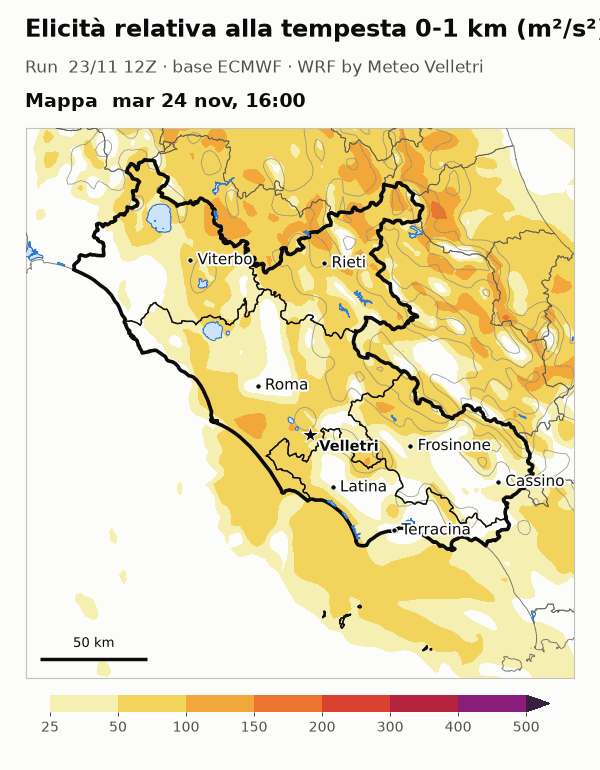 Elicità relativa alla tempesta 0-1 km (m²/s²)
Run 23/11 12Z · base ECMWF · WRF by Meteo Velletri
Mappa mar 24 nov, 16:00
Viterbo
Rieti
Roma
Velletri
Frosinone
Cassino
Latina
Terracina
50 km
25 50 100 150 200 300 400 500